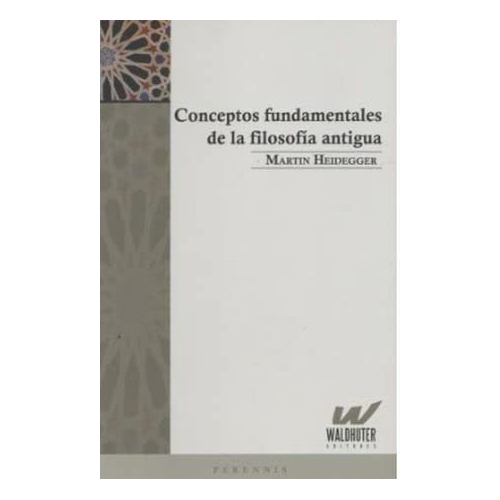 Conceptos fundamentales
de la filosofía antigua
Martin Heidegger
WALDHUTER
EDITORES
PERENNIS